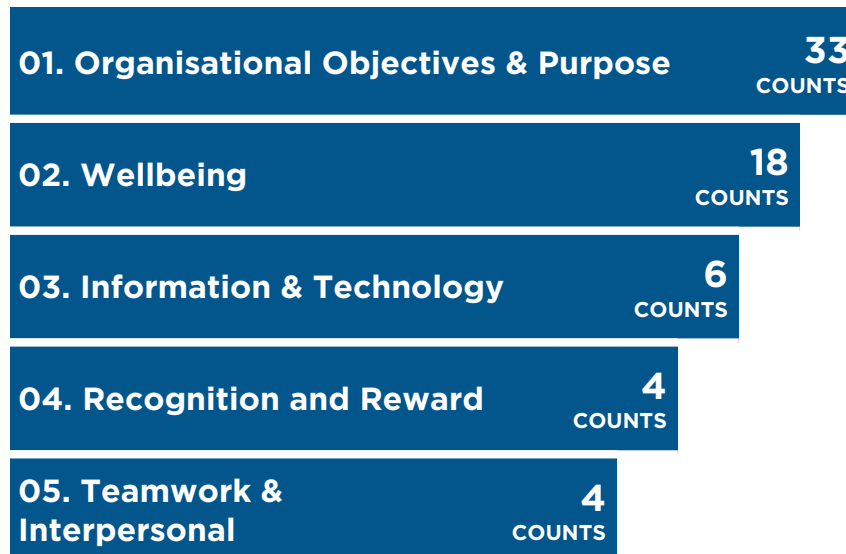 01. Organisational Objectives & Purpose
33
COUNTS
02. Wellbeing
18
COUNTS
03. Information & Technology
6
COUNTS
04. Recognition and Reward
4
COUNTS
05. Teamwork &
Interpersonal
4
COUNTS